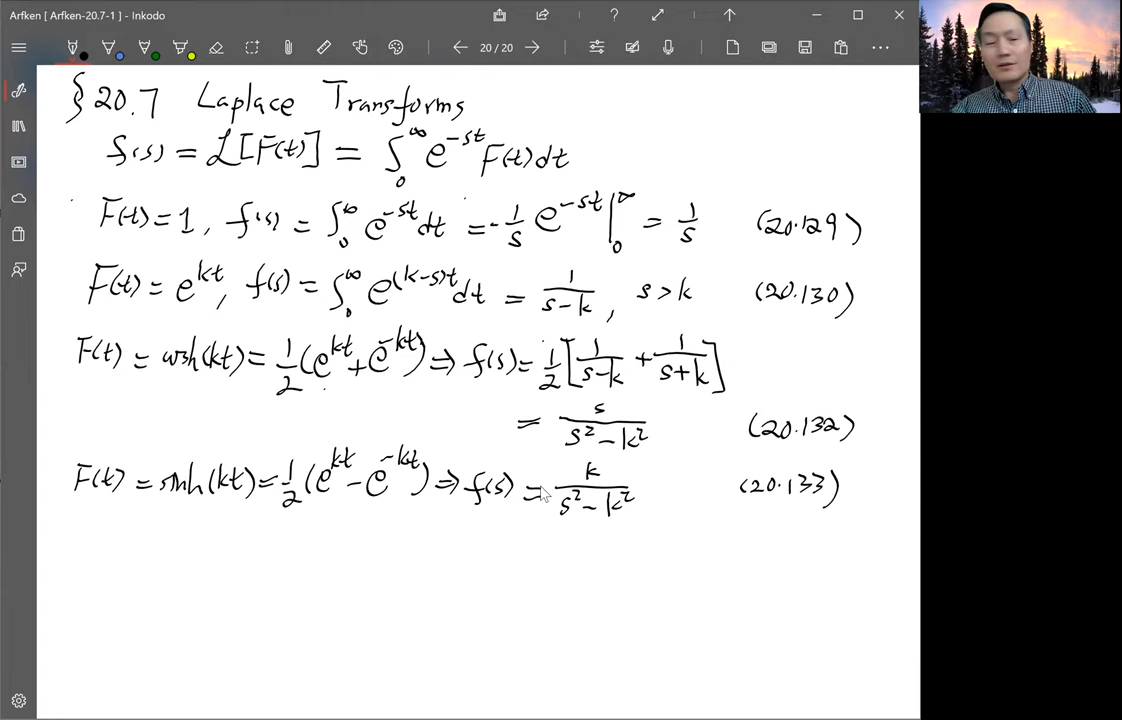 Arfken [ Arfken-20.7-1 ] - Inkodo
20 / 20
§ 20.7 Laplace Transforms
f(s) = ℒ[F(t)] = ∫₀^∞ e^{-st} F(t)dt
F(t) = 1, f(s) = ∫₀^∞ e^{-st} dt = -1/s e^{-st} |₀^∞ = 1/s (20.129)
F(t) = e^{kt}, f(s) = ∫₀^∞ e^{(k-s)t} dt = 1/(s-k), s > k (20.130)
F(t) = cosh(kt) = 1/2 (e^{kt} + e^{-kt}) ⇒ f(s) = 1/2 [1/(s-k) + 1/(s+k)]
= s/(s² - k²) (20.132)
F(t) = sinh(kt) = 1/2 (e^{kt} - e^{-kt}) ⇒ f(s) = k/(s² - k²) (20.133)